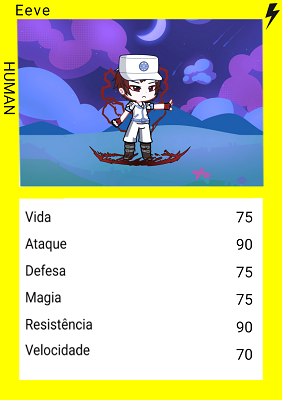 Eeve
HUMAN
Vida 75
Ataque 90
Defesa 75
Magia 75
Resistência 90
Velocidade 70